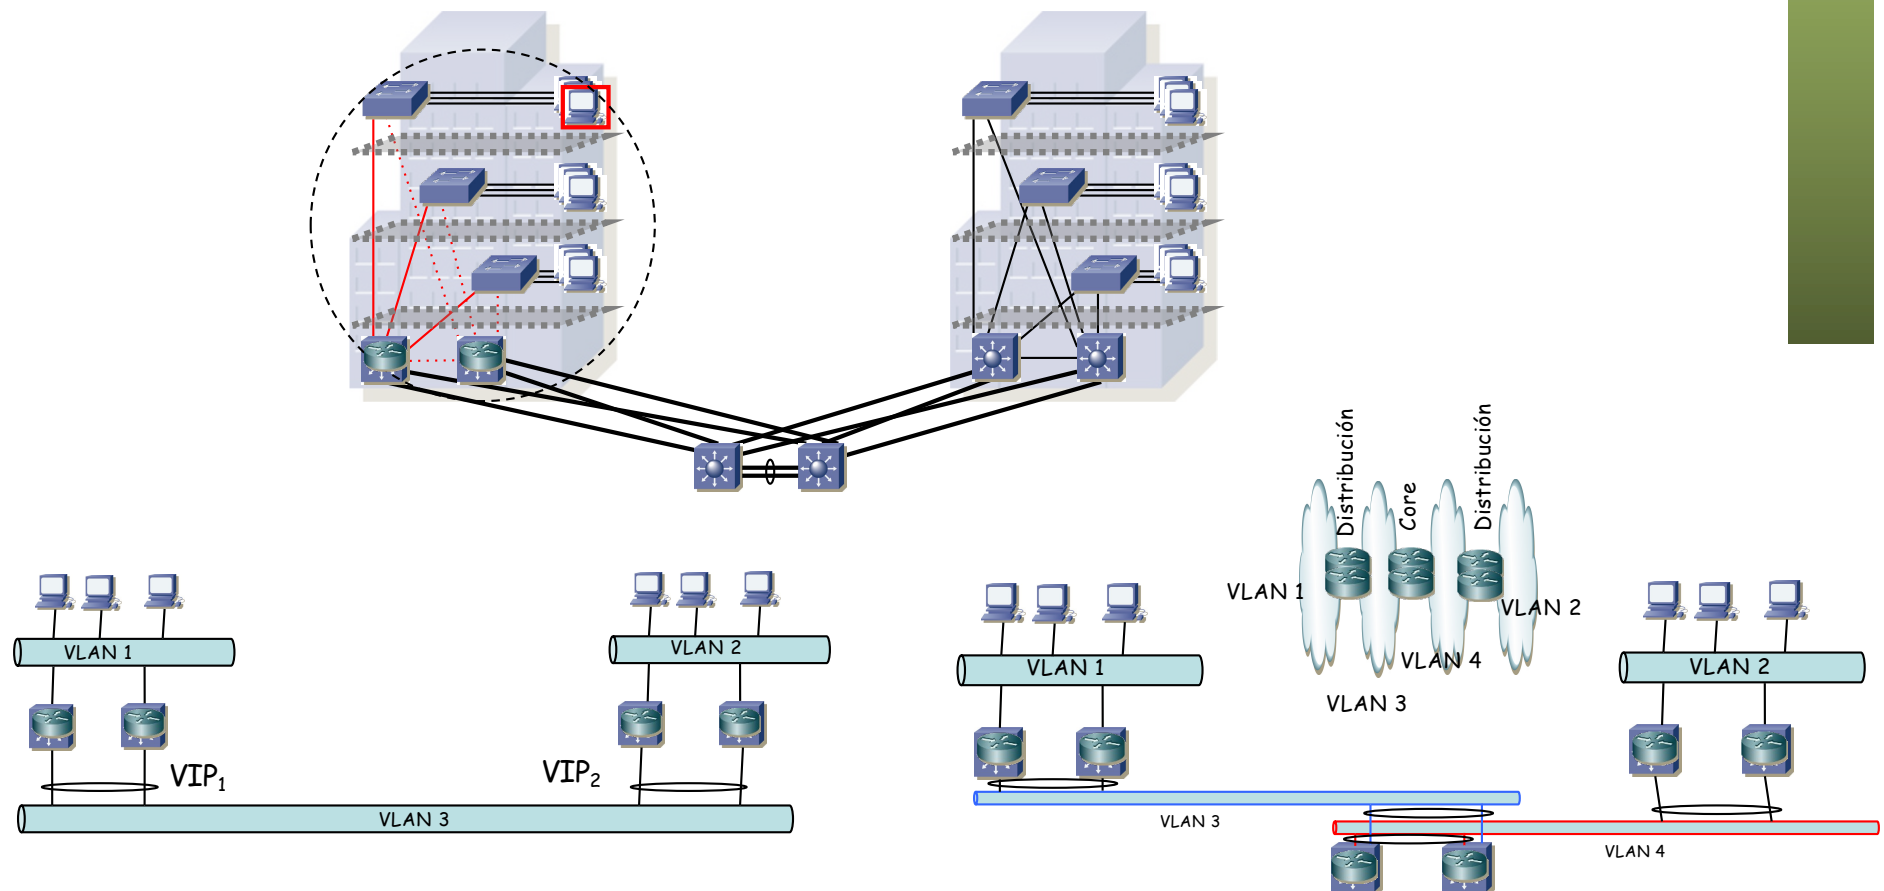 Distribución
Core
Distribución
VLAN 1
VLAN 2
VLAN 4
VLAN 3
VLAN 1
VIP1
VLAN 2
VIP2
VLAN 3
VLAN 1
VLAN 2
VLAN 3
VLAN 4